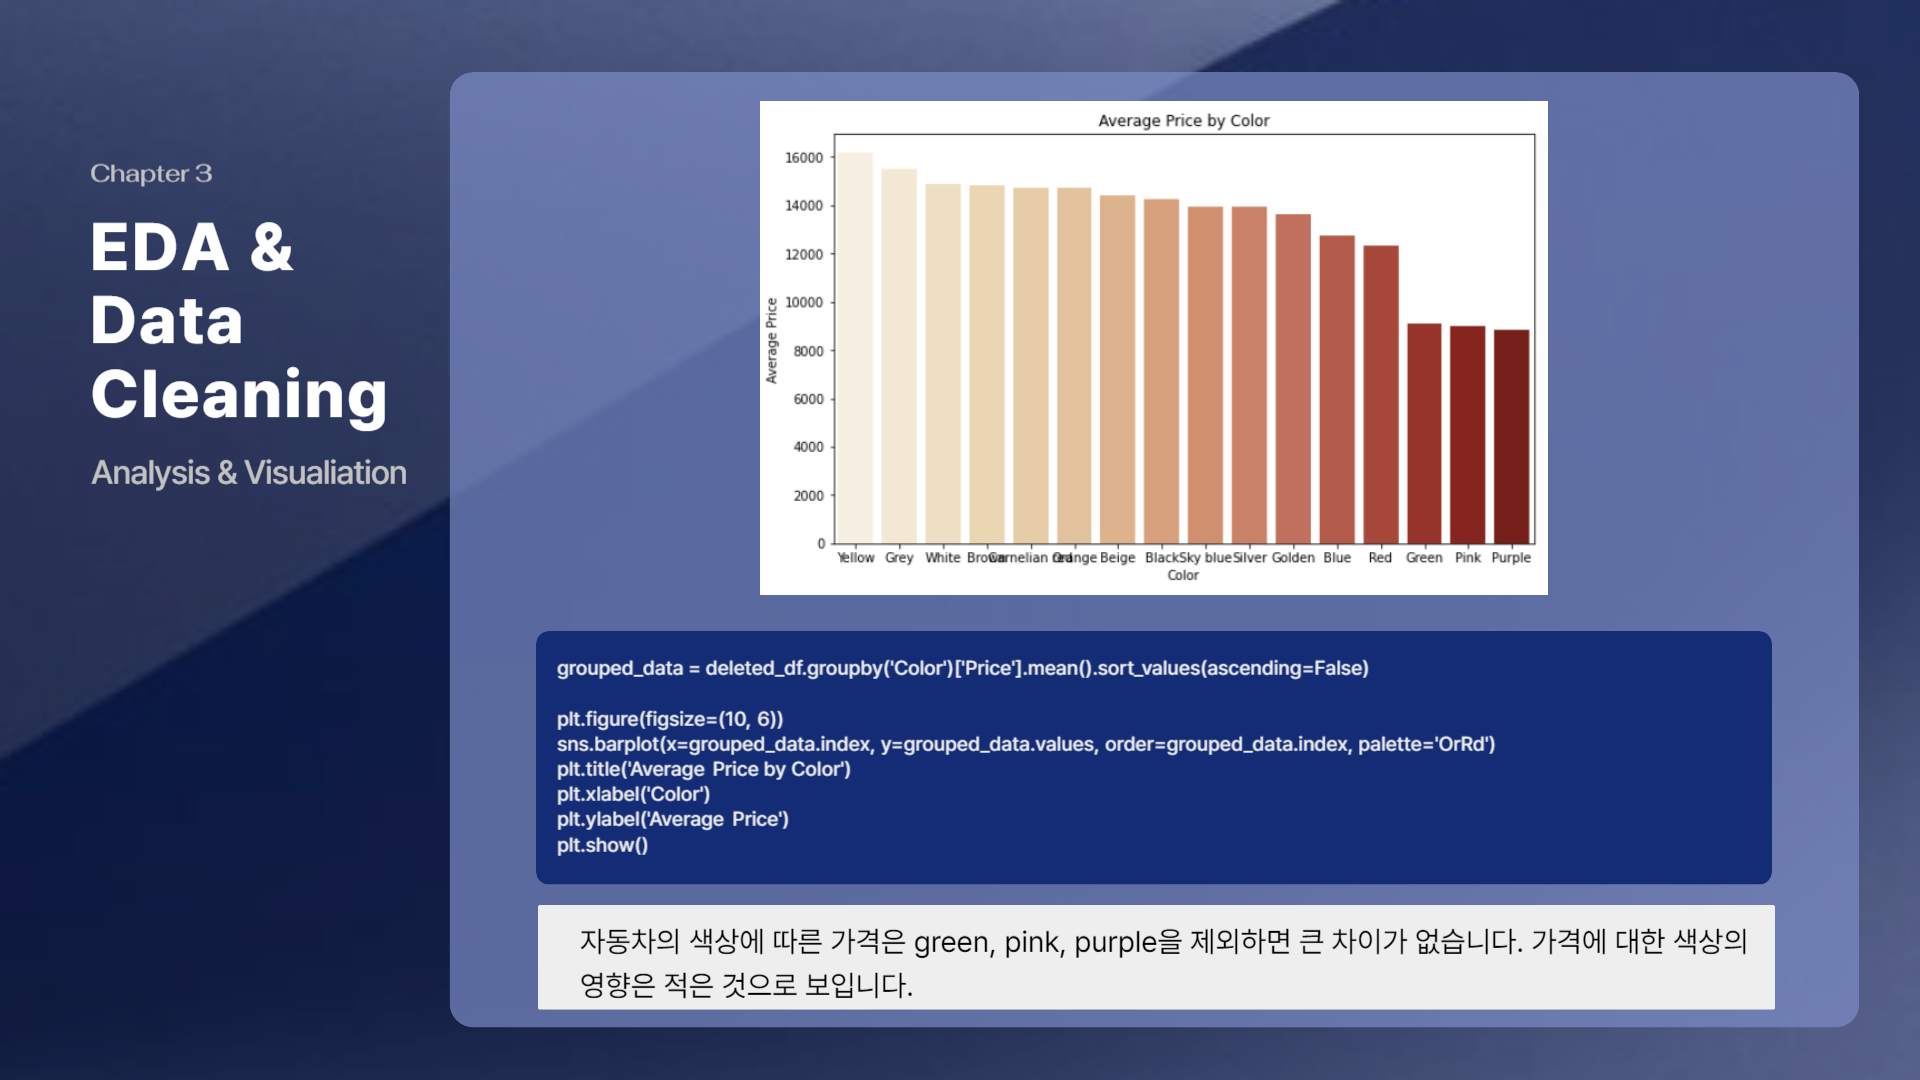 Chapter 3
EDA &
Data
Cleaning
Analysis & Visualiation
Average Price by Color
Average Price
16000
14000
12000
10000
8000
6000
4000
2000
0
Yellow Grey White Brown Carnelian red Orange Beige Black Sky blue Silver Golden Blue Red Green Pink Purple
Color
grouped_data = deleted_df.groupby('Color')['Price'].mean().sort_values(ascending=False)
plt.figure(figsize=(10, 6))
sns.barplot(x=grouped_data.index, y=grouped_data.values, order=grouped_data.index, palette='OrRd')
plt.title('Average Price by Color')
plt.xlabel('Color')
plt.ylabel('Average Price')
plt.show()
자동차의 색상에 따른 가격은 green, pink, purple을 제외하면 큰 차이가 없습니다. 가격에 대한 색상의
영향은 적은 것으로 보입니다.